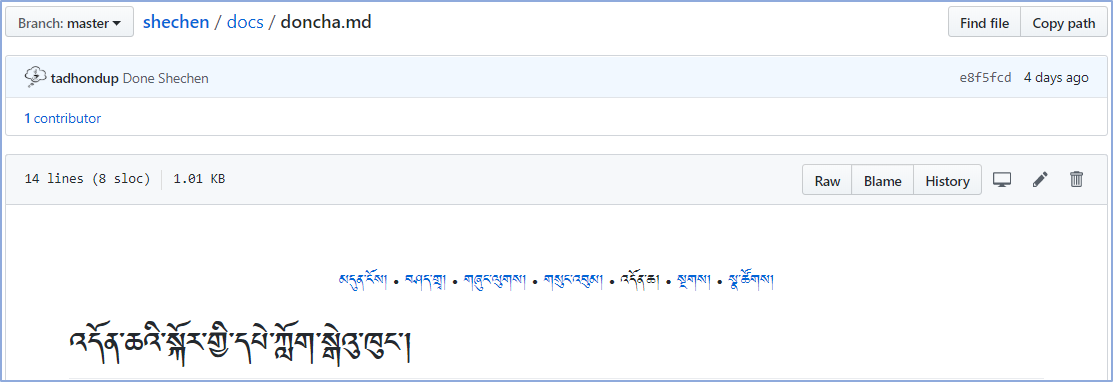 Branch: master shechen / docs / doncha.md Find file Copy path
tadhondup Done Shechen e8f5fcd 4 days ago
1 contributor
14 lines (8 sloc) 1.01 KB Raw Blame History
མདུན་ངོས། • བཤད་གྲྭ། • གཞུང་ལུགས། • གསུང་འབུམ། • འདོན་ཆ། • སྔགས། • སྣ་ཚོགས།
འདོན་ཆའི་སྐོར་གྱི་དཔེ་ཀློག་སྒེའུ་ཁུང་།